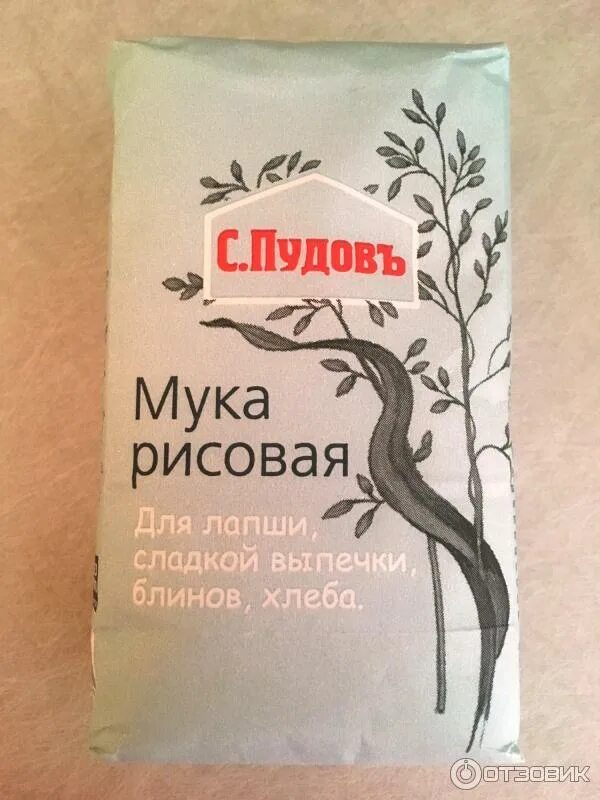 С.Пудовъ
Мука
рисовая
Для лапши,
сладкой выпечки,
блинов, хлеба.
ОТЗОВИК